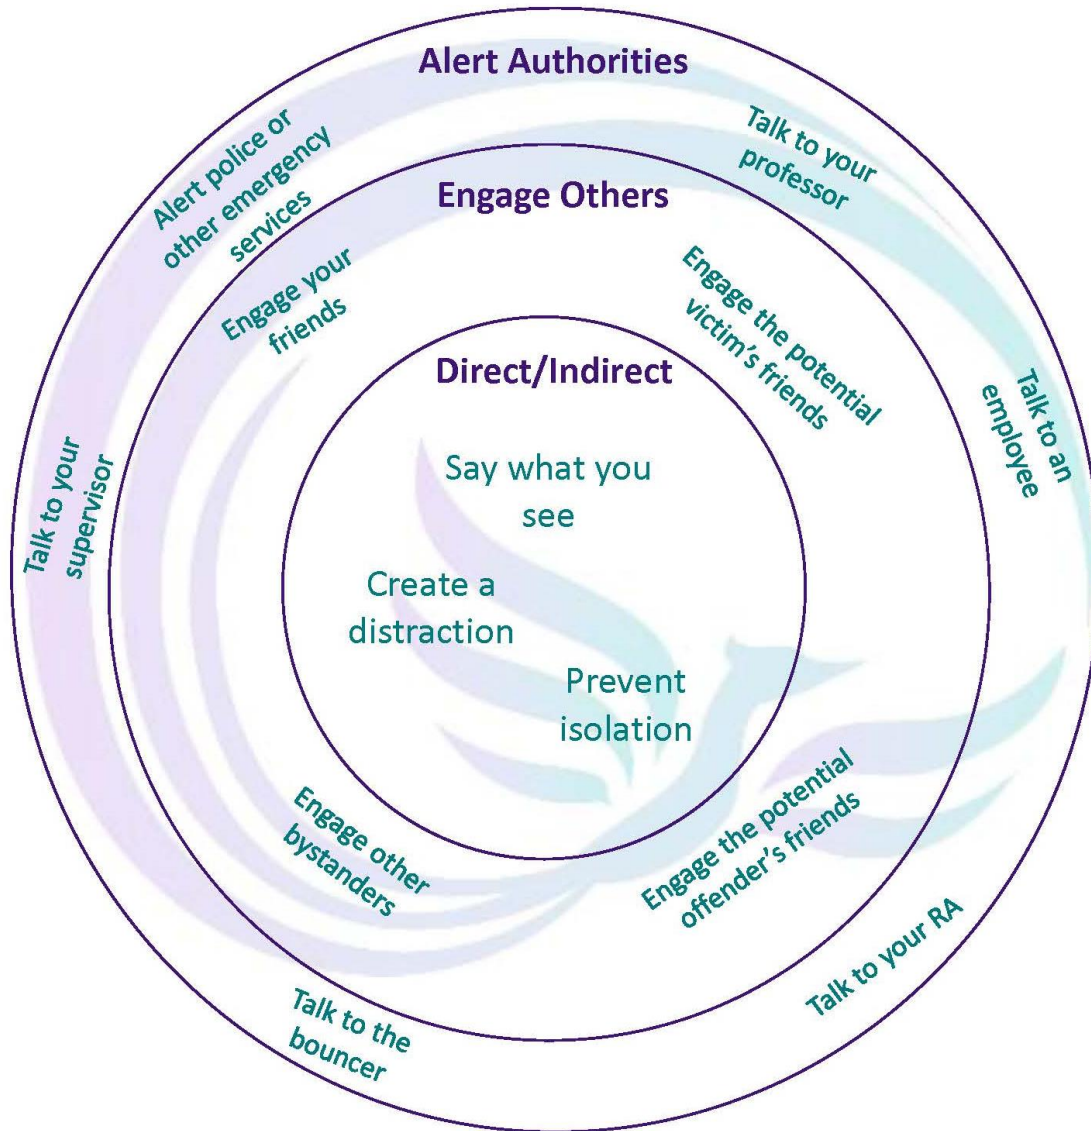 Alert Authorities
Alert police or
other emergency
services
Talk to your
professor
Talk to your
supervisor
Talk to an
employee
Talk to the
bouncer
Talk to your RA
Engage Others
Engage your
friends
Engage the potential
victim's friends
Engage other
bystanders
Engage the potential
offender's friends
Direct/Indirect
Say what you
see
Create a
distraction
Prevent
isolation